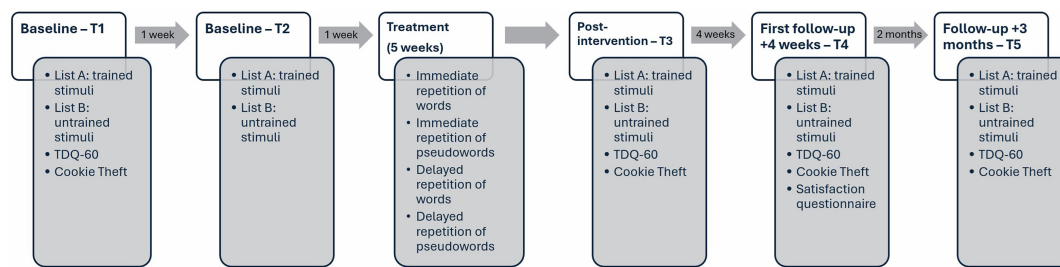 Baseline – T1
• List A: trained
stimuli
• List B:
untrained
stimuli
• TDQ-60
• Cookie Theft
1 week
Baseline – T2
• List A: trained
stimuli
• List B:
untrained
stimuli
1 week
Treatment
(5 weeks)
• Immediate
repetition of
words
• Immediate
repetition of
pseudowords
• Delayed
repetition of
words
• Delayed
repetition of
pseudowords
Post-
intervention – T3
• List A: trained
stimuli
• List B:
untrained
stimuli
• TDQ-60
• Cookie Theft
4 weeks
First follow-up
+4 weeks – T4
• List A: trained
stimuli
• List B:
untrained
stimuli
• TDQ-60
• Cookie Theft
• Satisfaction
questionnaire
2 months
Follow-up +3
months – T5
• List A: trained
stimuli
• List B:
untrained
stimuli
• TDQ-60
• Cookie Theft